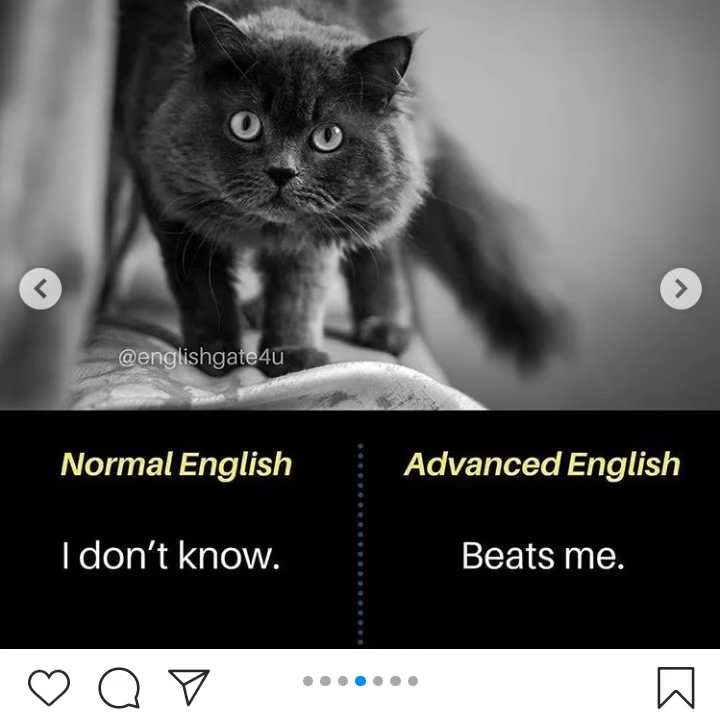 @englishgate4u
Normal English
Advanced English
I don't know.
Beats me.